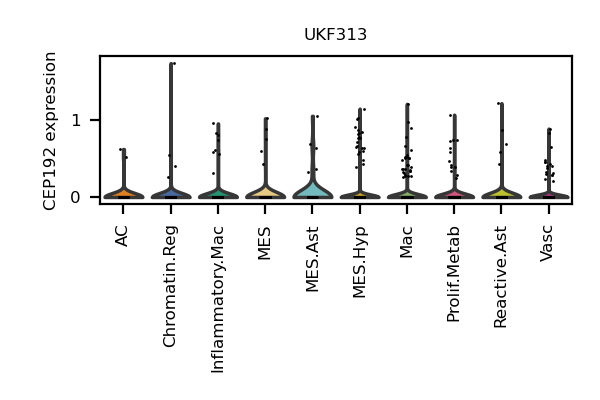 UKF313
CEP192 expression
1
0
AC
Chromatin.Reg
Inflammatory.Mac
MES
MES.Ast
MES.Hyp
Mac
Prolif.Metab
Reactive.Ast
Vasc